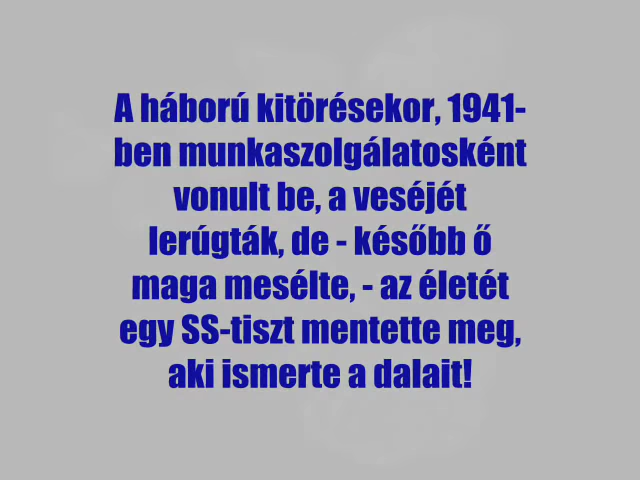 A háború kitörésekor, 1941-
ben munkaszolgálatosként
vonult be, a veséjét
lerúgták, de - később ő
maga mesélte, - az életét
egy SS-tiszt mentette meg,
aki ismerte a dalait!